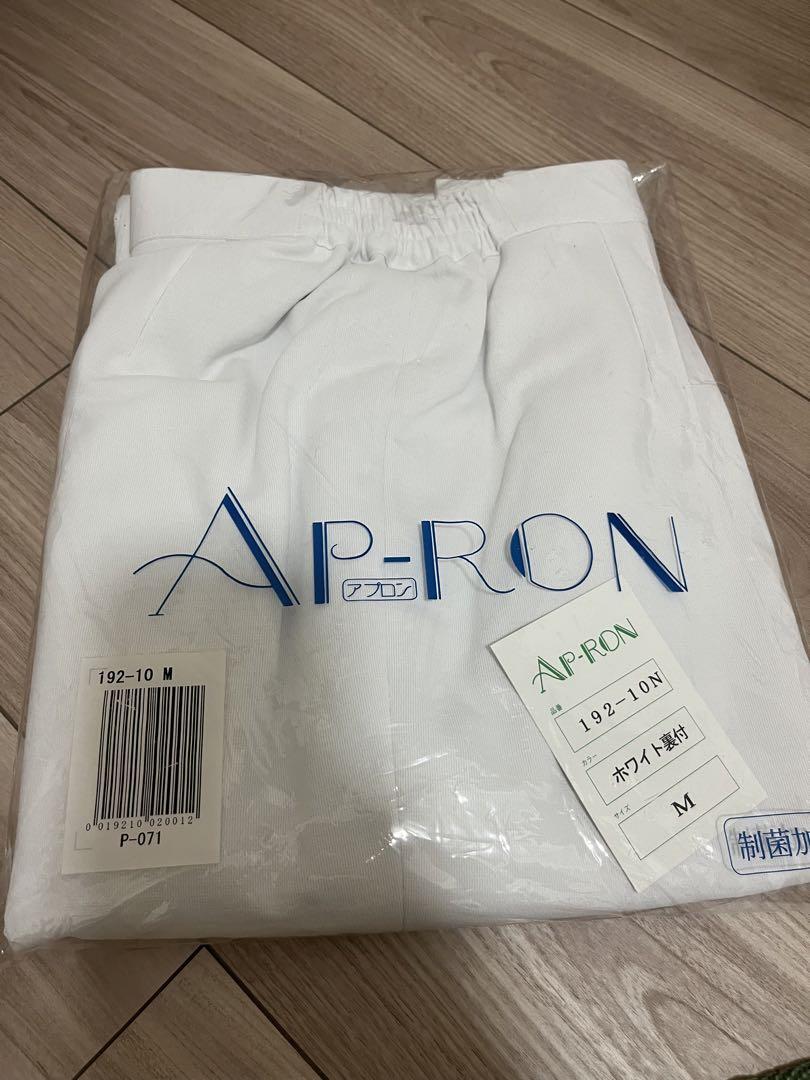 AP-RON
アプロン
192-10 M
0 019210 020012
P-071
AP-RON
品番
192-10N
カラー
ホワイト裏付
サイズ
M
制菌加